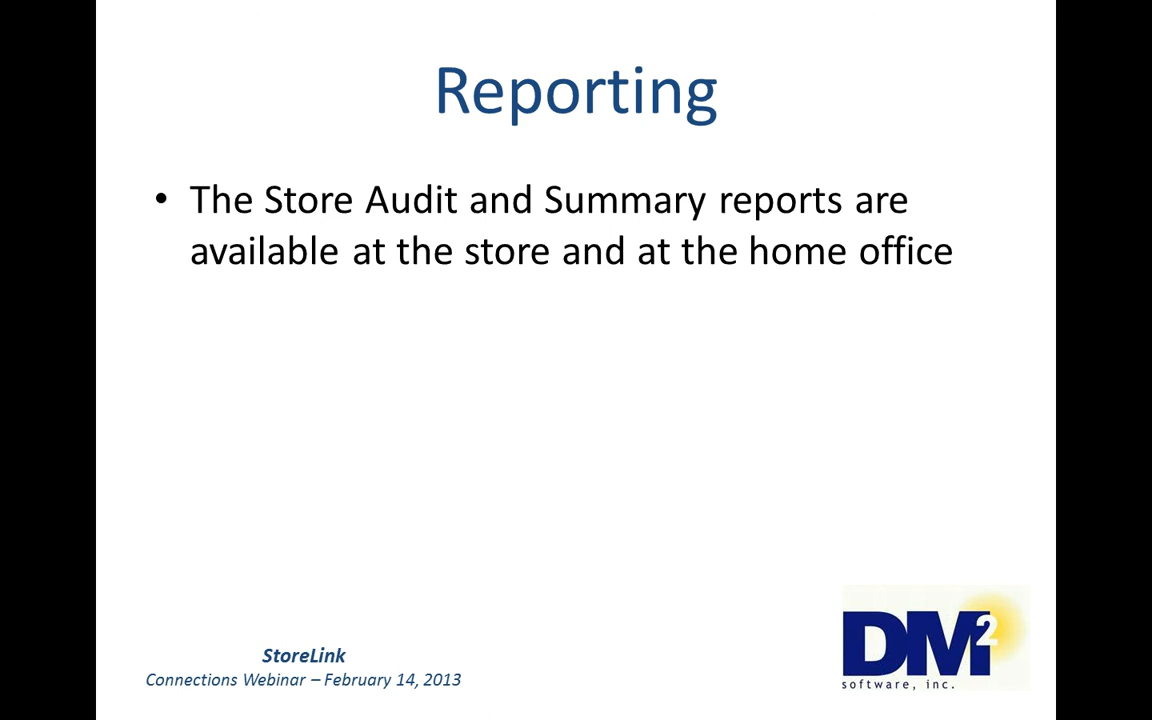 Reporting
• The Store Audit and Summary reports are
available at the store and at the home office
StoreLink
Connections Webinar – February 14, 2013
DM2
software, inc.